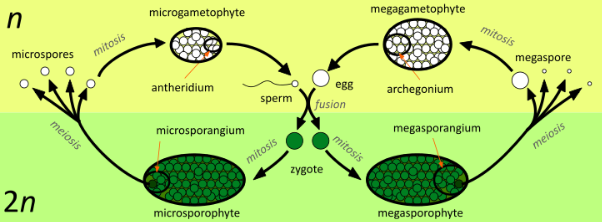 n
microgametophyte
megagametophyte
microspores
mitosis
mitosis
megaspore
antheridium
sperm
egg
archegonium
fusion
meiosis
microsporangium
megasporangium
meiosis
mitosis
mitosis
zygote
2n
microsporophyte
megasporophyte